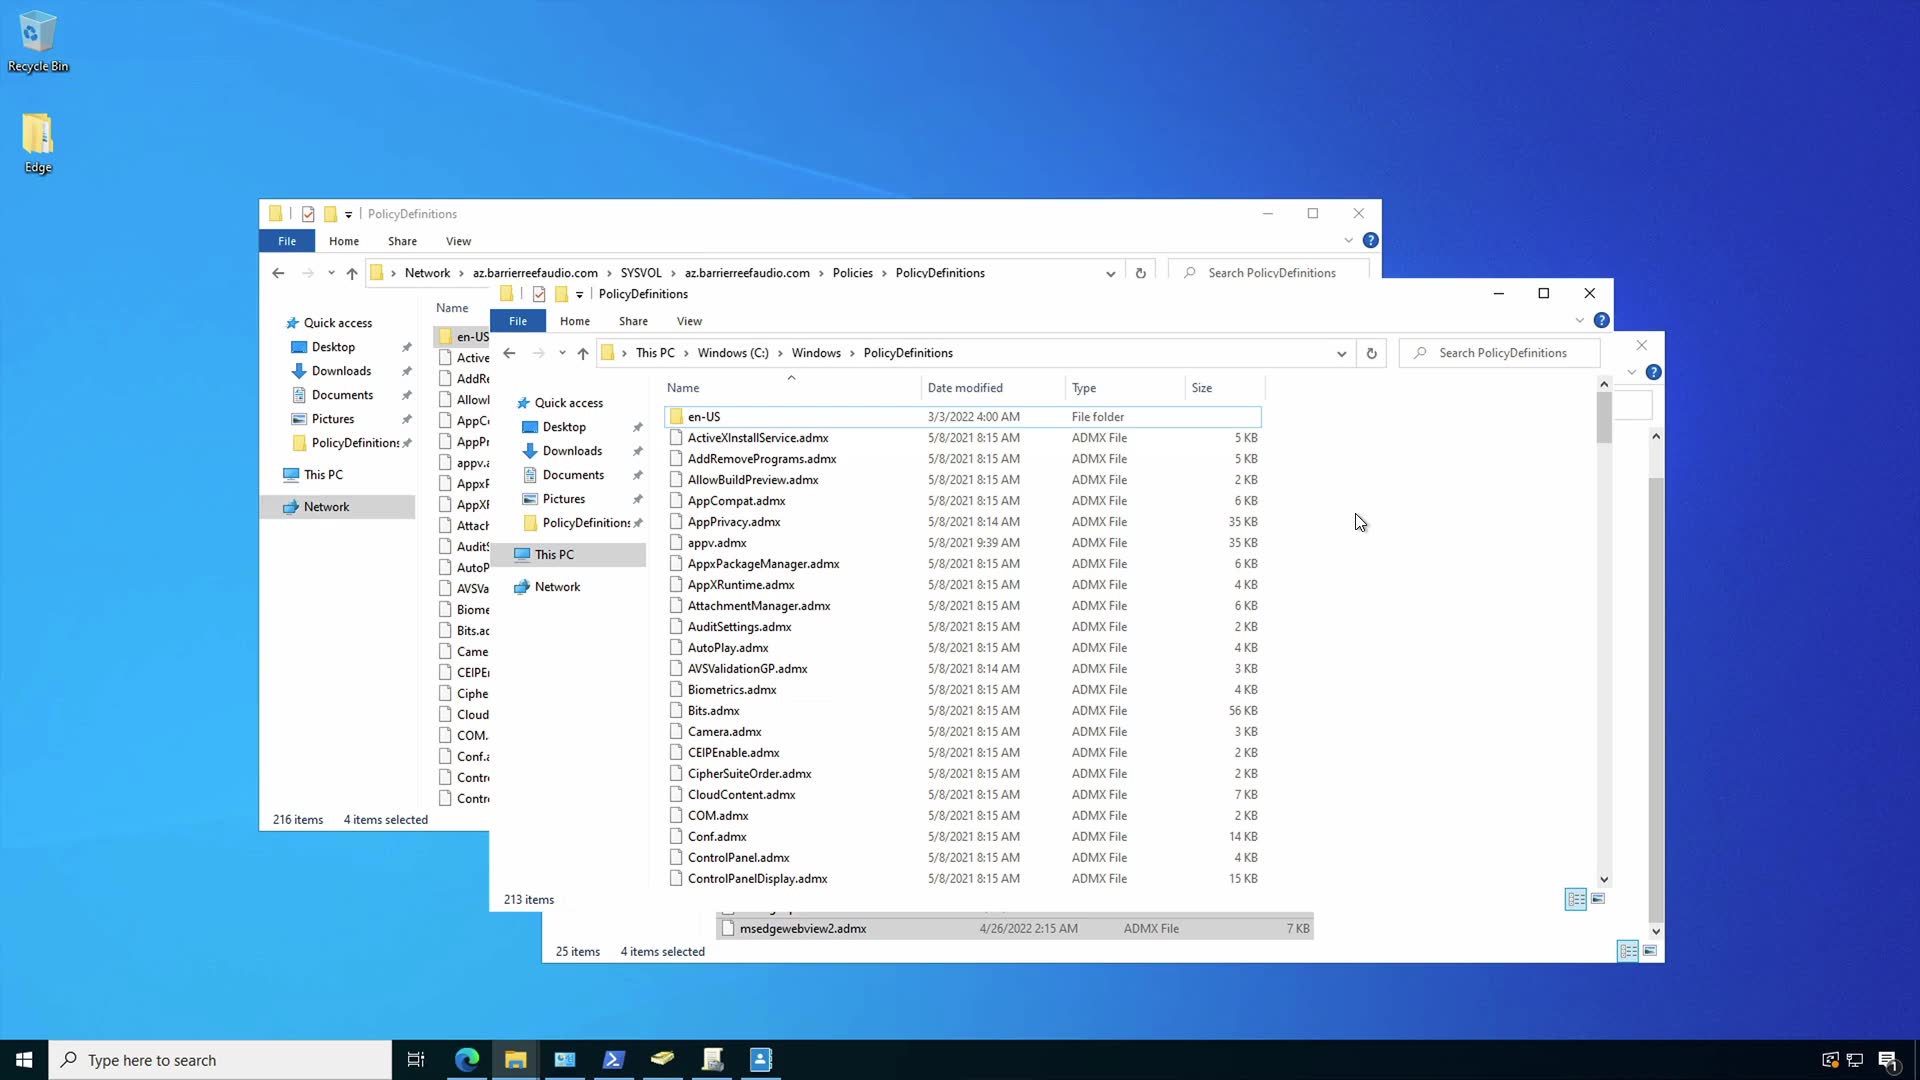 Recycle Bin
Edge
PolicyDefinitions
File Home Share View
Network az.barrierreefaudio.com SYSVOL az.barrierreefaudio.com Policies PolicyDefinitions
Search PolicyDefinitions
Name
Quick access
Desktop
Downloads
Documents
Pictures
PolicyDefinitions
This PC
Network
en-US
Active
AddRe
Allow
AppC
AppPr
appv.a
AppxP
AppXR
Attach
AuditS
AutoP
AVSVa
Biome
Bits.ad
Came
CEIPEn
Ciphe
Cloud
COM.
Conf.a
Contro
Contro
216 items 4 items selected
PolicyDefinitions
File Home Share View
This PC Windows (C:) Windows PolicyDefinitions
Search PolicyDefinitions
Quick access
Desktop
Downloads
Documents
Pictures
PolicyDefinitions
This PC
Network
Name Date modified Type Size
en-US 3/3/2022 4:00 AM File folder
ActiveXInstallService.admx 5/8/2021 8:15 AM ADMX File 5 KB
AddRemovePrograms.admx 5/8/2021 8:15 AM ADMX File 5 KB
AllowBuildPreview.admx 5/8/2021 8:15 AM ADMX File 2 KB
AppCompat.admx 5/8/2021 8:15 AM ADMX File 6 KB
AppPrivacy.admx 5/8/2021 8:14 AM ADMX File 35 KB
appv.admx 5/8/2021 9:39 AM ADMX File 35 KB
AppxPackageManager.admx 5/8/2021 8:15 AM ADMX File 6 KB
AppXRuntime.admx 5/8/2021 8:15 AM ADMX File 4 KB
AttachmentManager.admx 5/8/2021 8:15 AM ADMX File 6 KB
AuditSettings.admx 5/8/2021 8:15 AM ADMX File 2 KB
AutoPlay.admx 5/8/2021 8:15 AM ADMX File 4 KB
AVSValidationGP.admx 5/8/2021 8:14 AM ADMX File 3 KB
Biometrics.admx 5/8/2021 8:15 AM ADMX File 4 KB
Bits.admx 5/8/2021 8:15 AM ADMX File 56 KB
Camera.admx 5/8/2021 8:15 AM ADMX File 3 KB
CEIPEnable.admx 5/8/2021 8:15 AM ADMX File 2 KB
CipherSuiteOrder.admx 5/8/2021 8:15 AM ADMX File 2 KB
CloudContent.admx 5/8/2021 8:15 AM ADMX File 7 KB
COM.admx 5/8/2021 8:15 AM ADMX File 2 KB
Conf.admx 5/8/2021 8:15 AM ADMX File 14 KB
ControlPanel.admx 5/8/2021 8:15 AM ADMX File 4 KB
ControlPanelDisplay.admx 5/8/2021 8:15 AM ADMX File 15 KB
213 items
msedgewebview2.admx 4/26/2022 2:15 AM ADMX File 7 KB
25 items 4 items selected
Type here to search
1